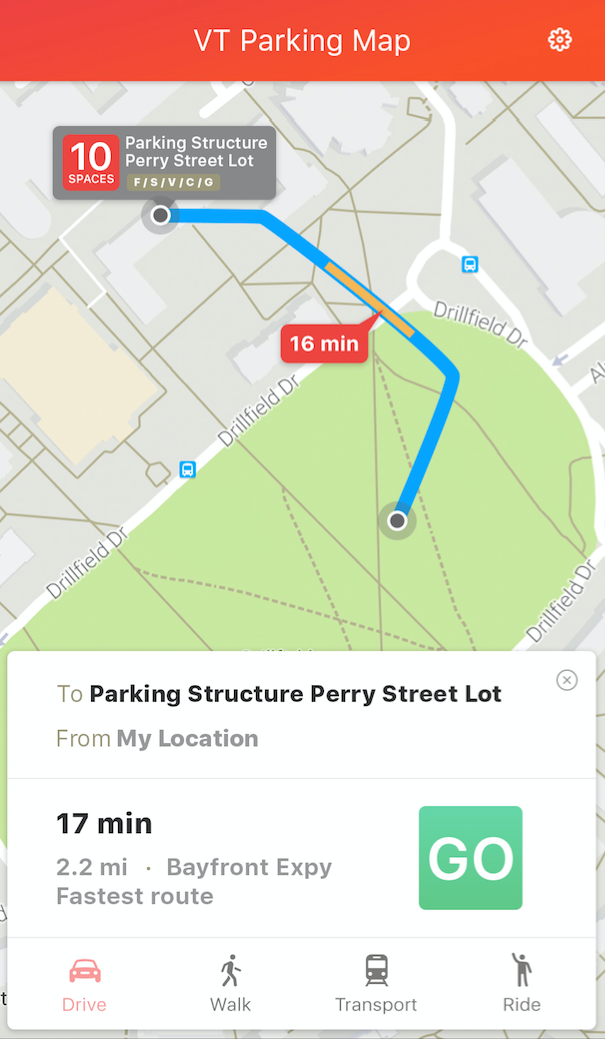 VT Parking Map
10
SPACES
Parking Structure
Perry Street Lot
F / S / V / C / G
Drillfield Dr
16 min
Drillfield Dr
Drillfield Dr
Drillfield Dr
To Parking Structure Perry Street Lot
From My Location
17 min
2.2 mi · Bayfront Expy
Fastest route
GO
Drive
Walk
Transport
Ride